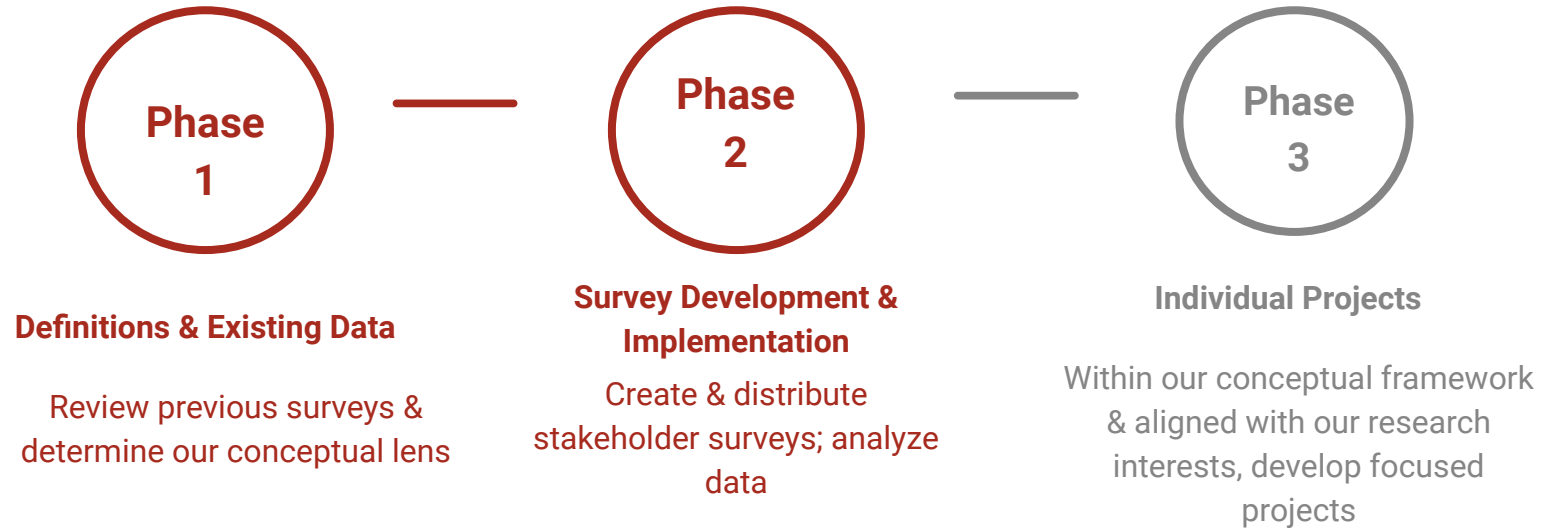 Phase
1
Definitions & Existing Data
Review previous surveys &
determine our conceptual lens
Phase
2
Survey Development &
Implementation
Create & distribute
stakeholder surveys; analyze
data
Phase
3
Individual Projects
Within our conceptual framework
& aligned with our research
interests, develop focused
projects